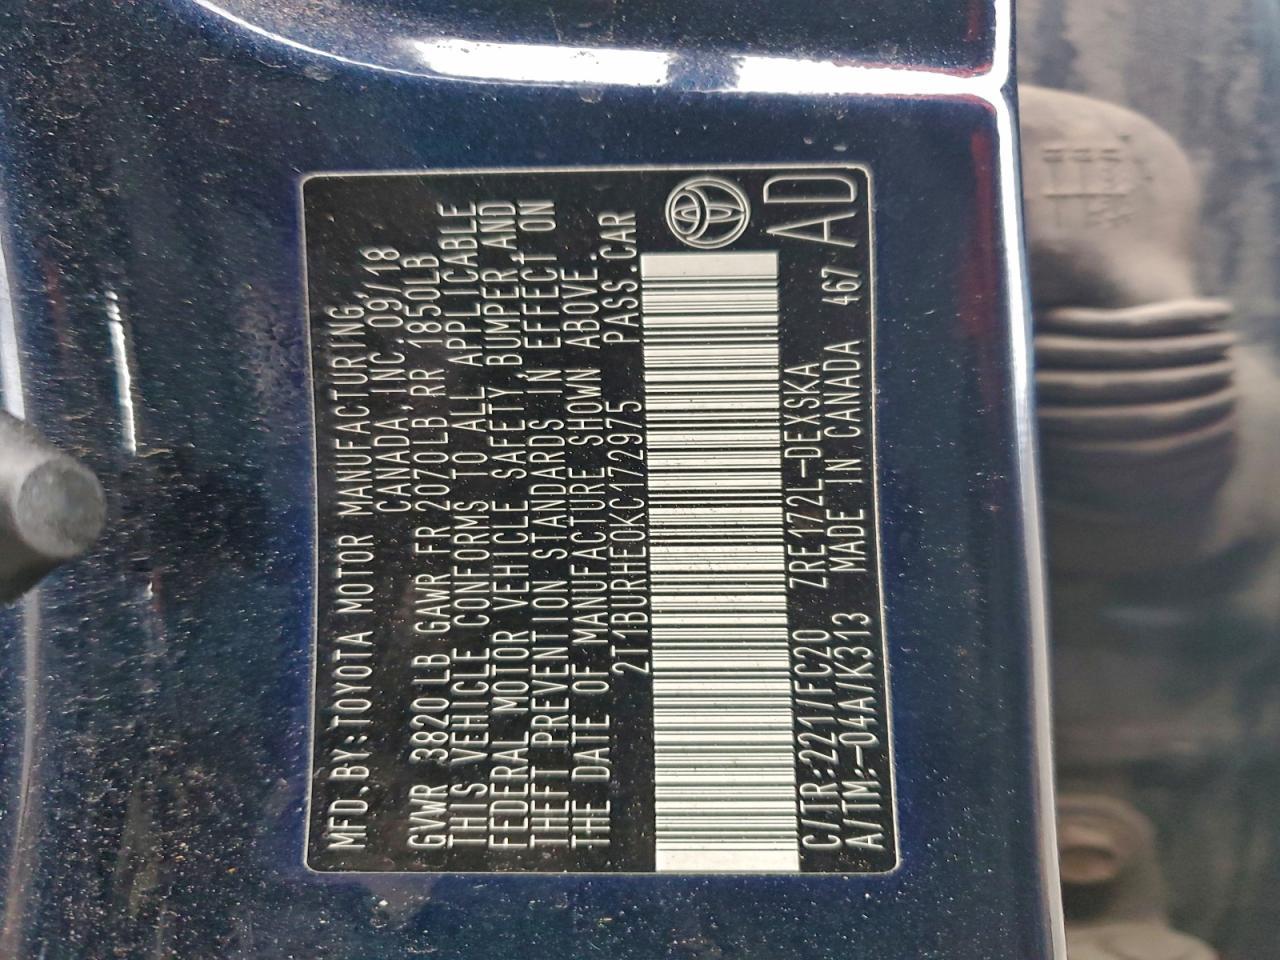 MFD.BY:TOYOTA MOTOR MANUFACTURING,
CANADA, INC. 09/18
GVWR 3820LB GAWR FR 2070LB RR 1850LB
THIS VEHICLE CONFORMS TO ALL APPLICABLE
FEDERAL MOTOR VEHICLE SAFETY, BUMPER, AND
THEFT PREVENTION STANDARDS IN EFFECT ON
THE DATE OF MANUFACTURE SHOWN ABOVE.
2T1BURHE0KC172975 PASS.CAR
C/TR:221/FC20 ZRE172L-DEXSKA
A/TM:-04A/K313 MADE IN CANADA 467
AD